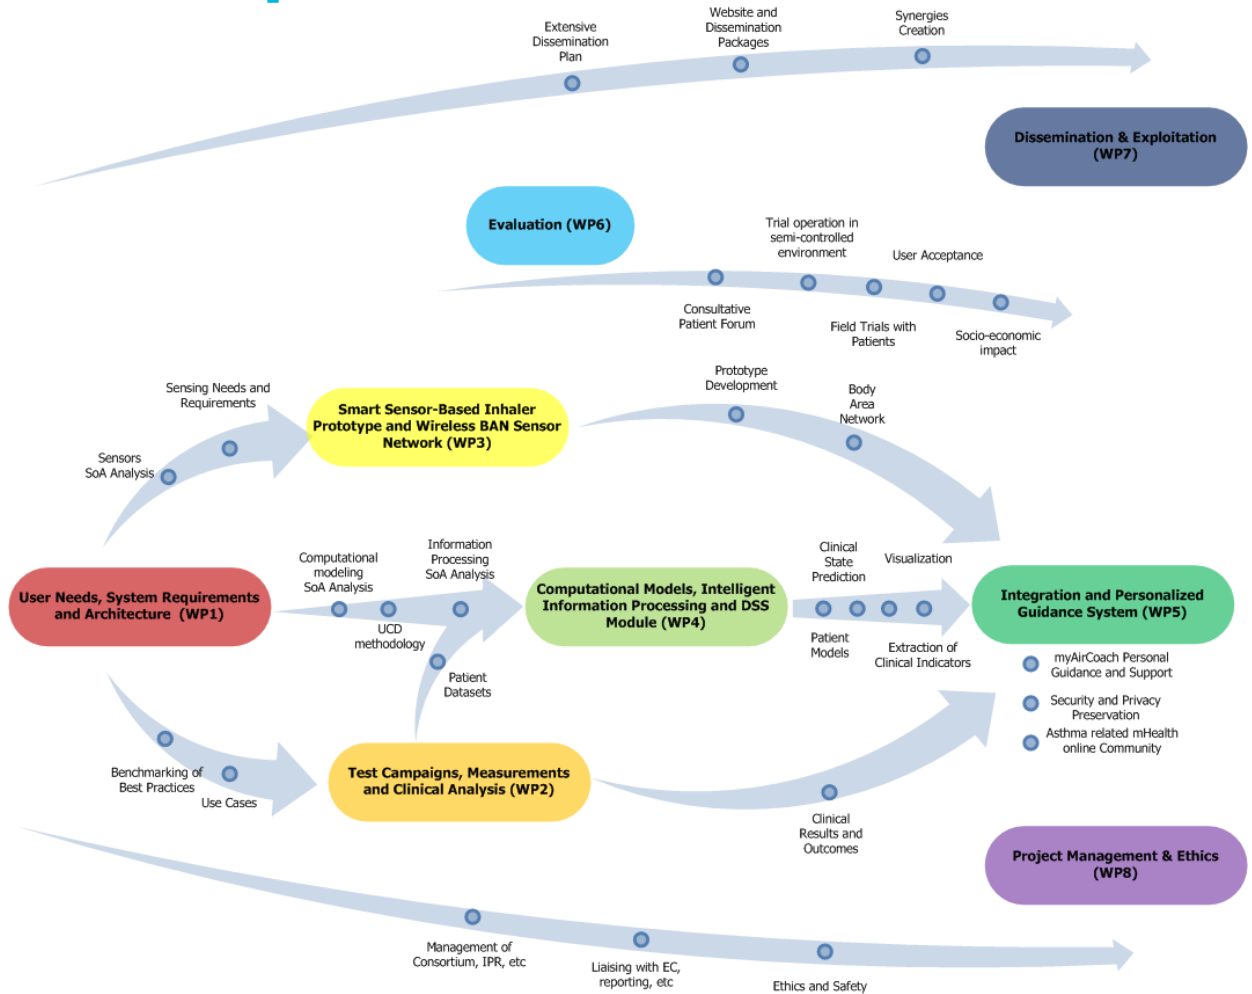 Extensive
Dissemination
Plan
Website and
Dissemination
Packages
Synergies
Creation
Dissemination & Exploitation
(WP7)
Evaluation (WP6)
Trial operation in
semi-controlled
environment
User Acceptance
Consultative
Patient Forum
Field Trials with
Patients
Socio-economic
impact
Sensing Needs and
Requirements
Sensors
SoA Analysis
Smart Sensor-Based Inhaler
Prototype and Wireless BAN Sensor
Network (WP3)
Prototype
Development
Body
Area
Network
User Needs, System Requirements
and Architecture (WP1)
Computational
modeling
SoA Analysis
Information
Processing
SoA Analysis
UCD
methodology
Patient
Datasets
Computational Models, Intelligent
Information Processing and DSS
Module (WP4)
Clinical
State
Prediction
Visualization
Patient
Models
Extraction of
Clinical Indicators
Integration and Personalized
Guidance System (WP5)
myAirCoach Personal
Guidance and Support
Security and Privacy
Preservation
Asthma related mHealth
online Community
Benchmarking of
Best Practices
Use Cases
Test Campaigns, Measurements
and Clinical Analysis (WP2)
Clinical
Results and
Outcomes
Project Management & Ethics
(WP8)
Management of
Consortium, IPR, etc
Liaising with EC,
reporting, etc
Ethics and Safety